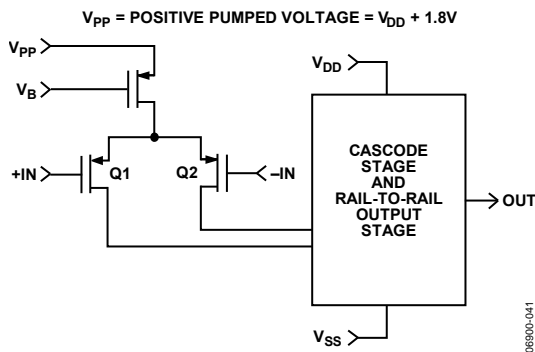 VPP = POSITIVE PUMPED VOLTAGE = VDD + 1.8V
VPP
VB
VDD
+IN
Q1
Q2
–IN
CASCODE
STAGE
AND
RAIL-TO-RAIL
OUTPUT
STAGE
OUT
VSS
06900-041